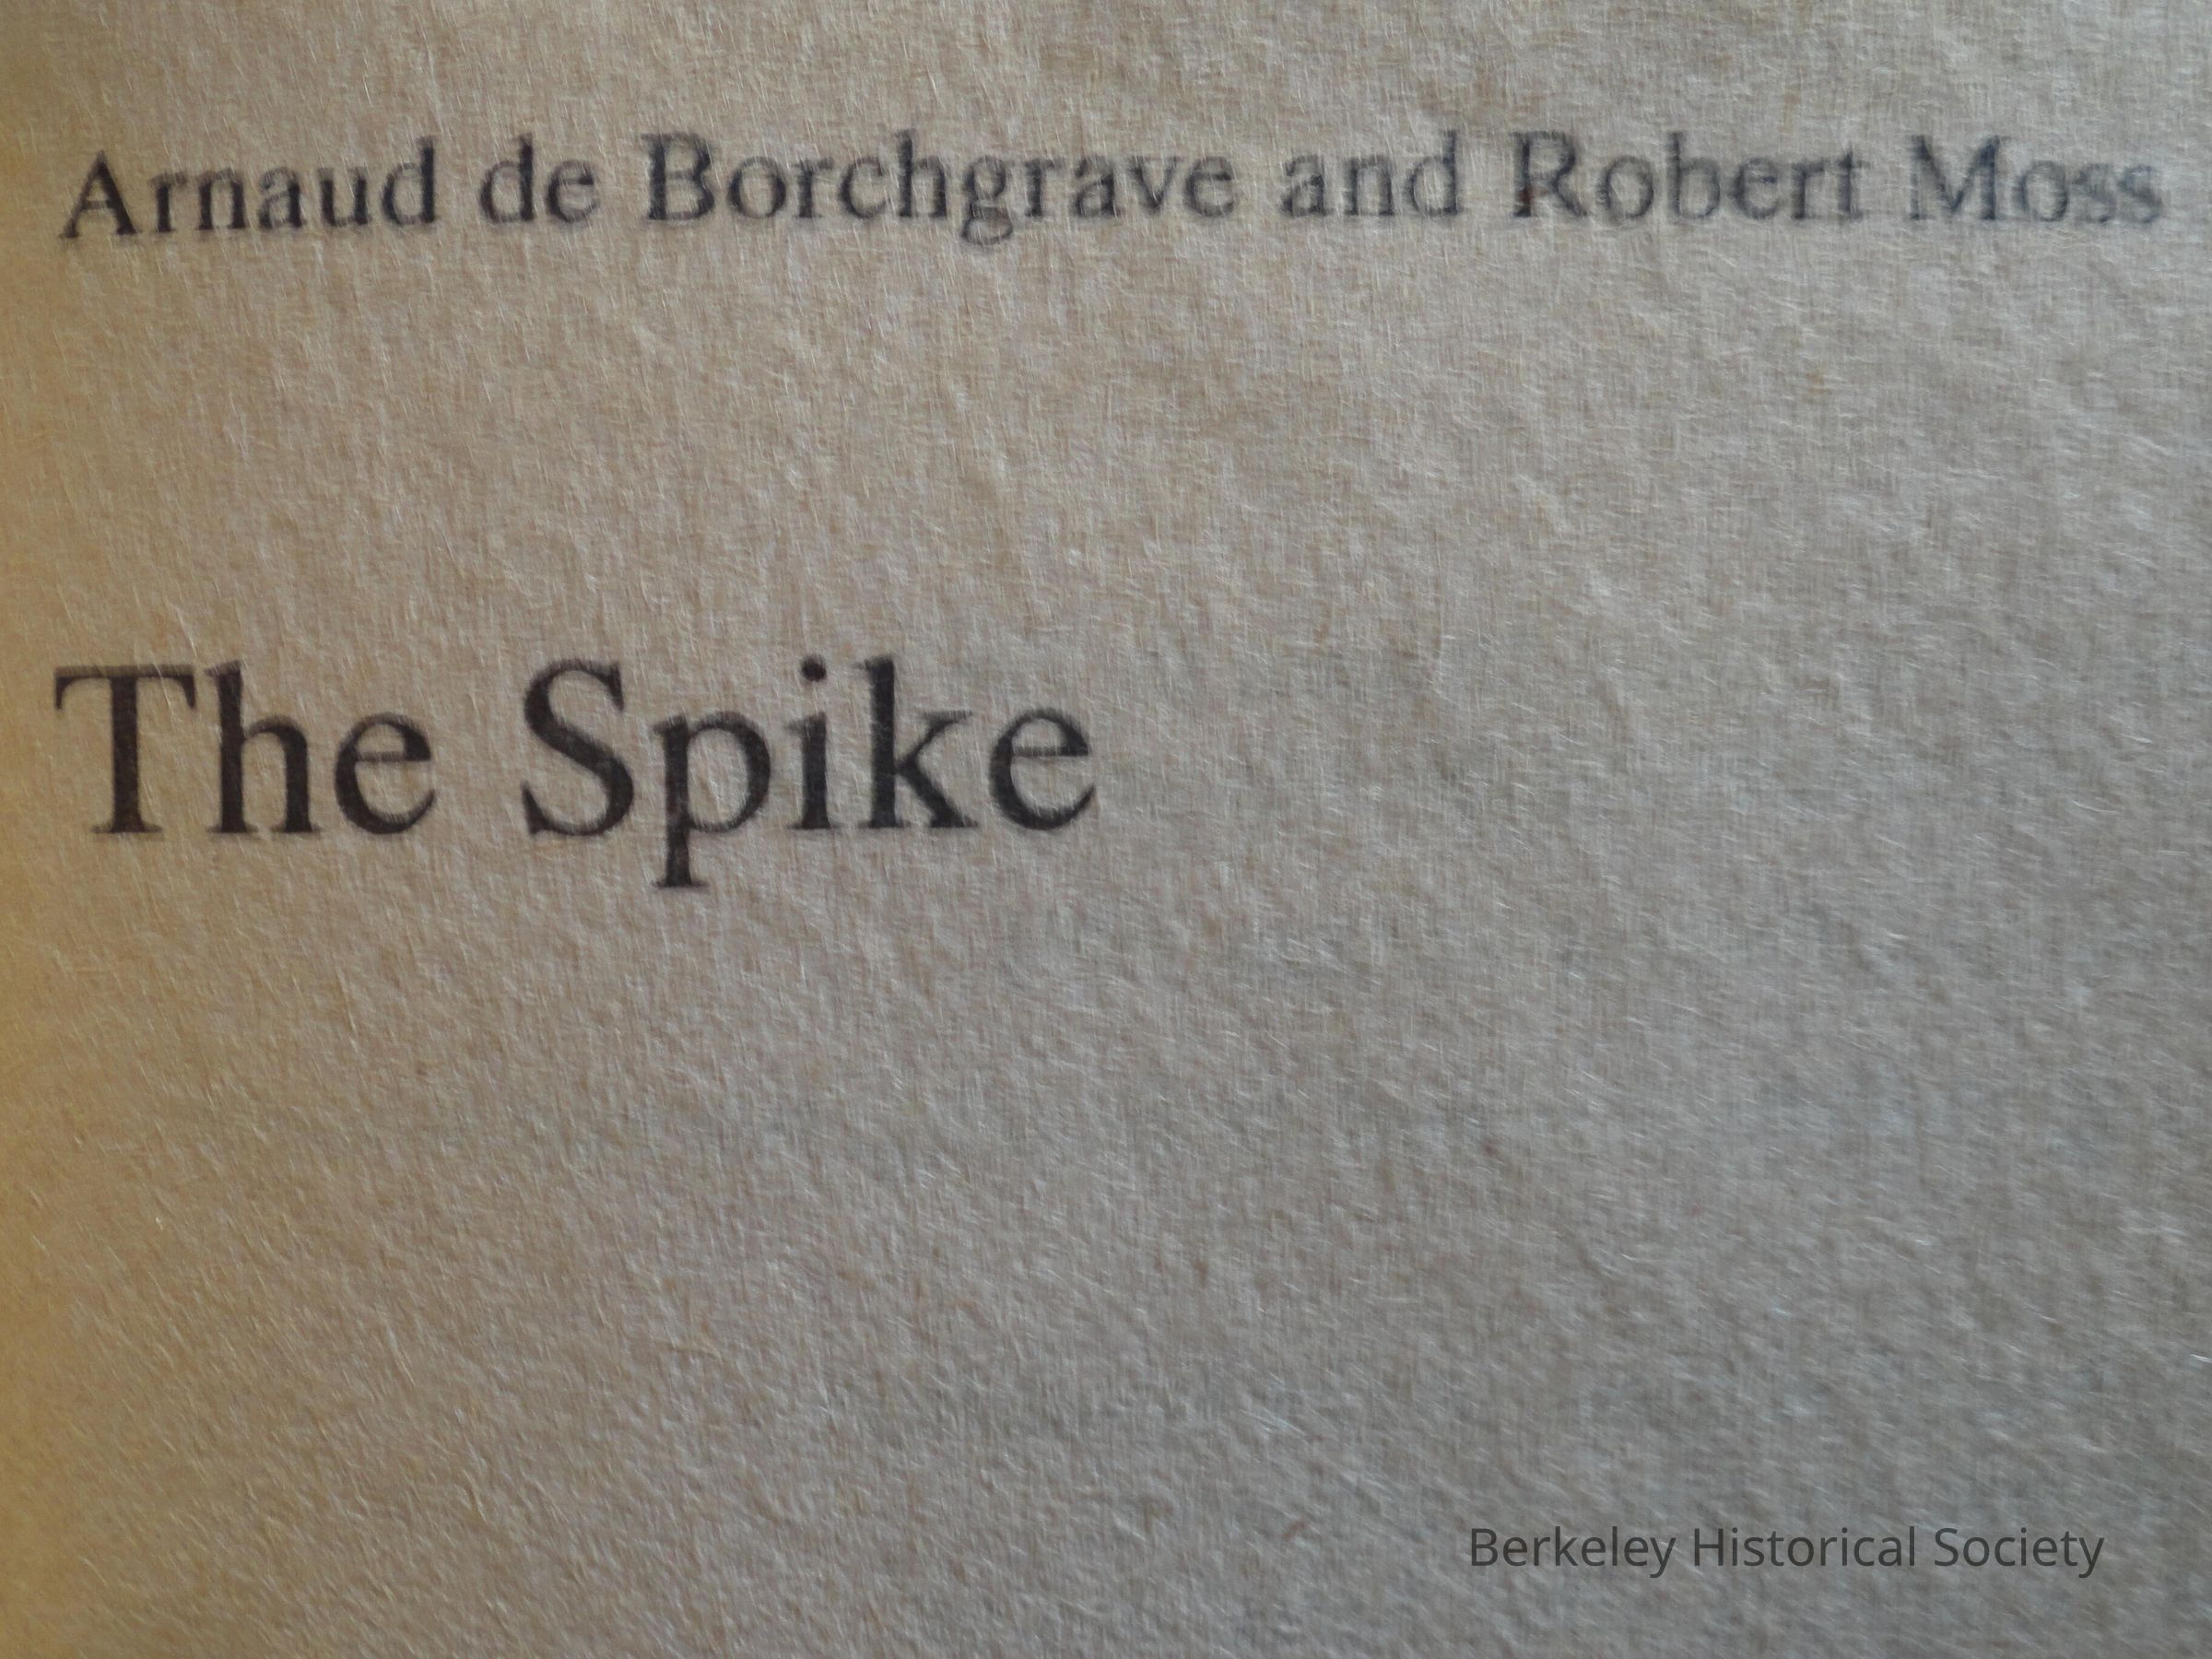 Arnaud de Borchgrave and Robert Moss
The Spike
Berkeley Historical Society